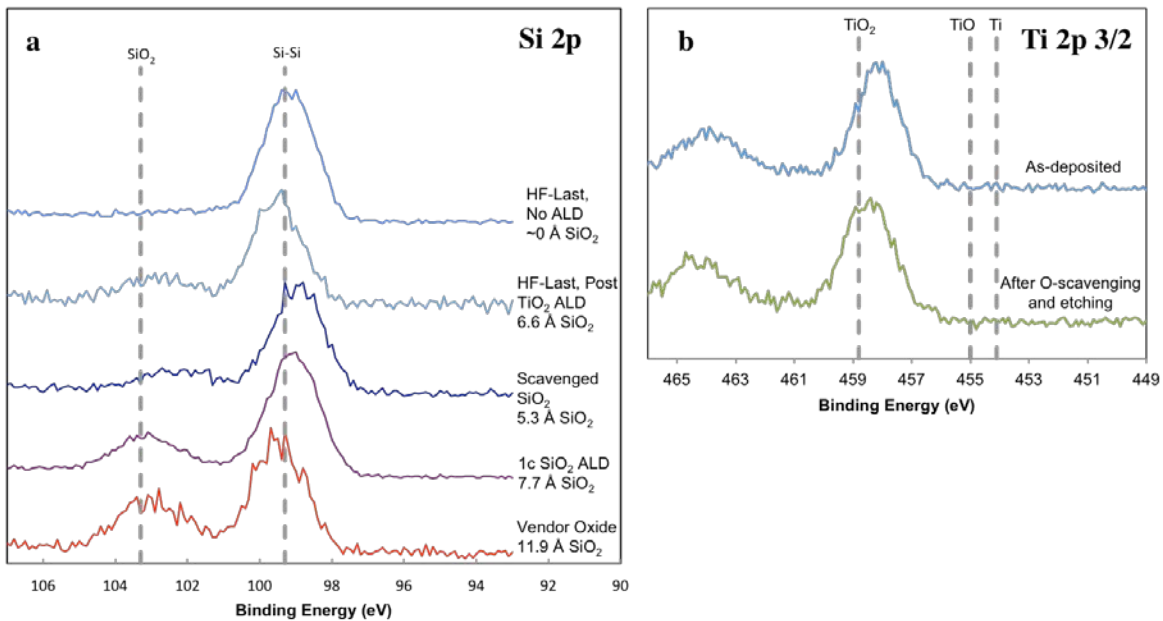 a
Si 2p
SiO2
Si-Si
HF-Last,
No ALD
~0 Å SiO2
HF-Last, Post
TiO2 ALD
6.6 Å SiO2
Scavenged
SiO2
5.3 Å SiO2
1c SiO2 ALD
7.7 Å SiO2
Vendor Oxide
11.9 Å SiO2
106 104 102 100 98 96 94 92 90
Binding Energy (eV)
b
TiO2 TiO Ti
Ti 2p 3/2
As-deposited
After O-scavenging
and etching
465 463 461 459 457 455 453 451 449
Binding Energy (eV)